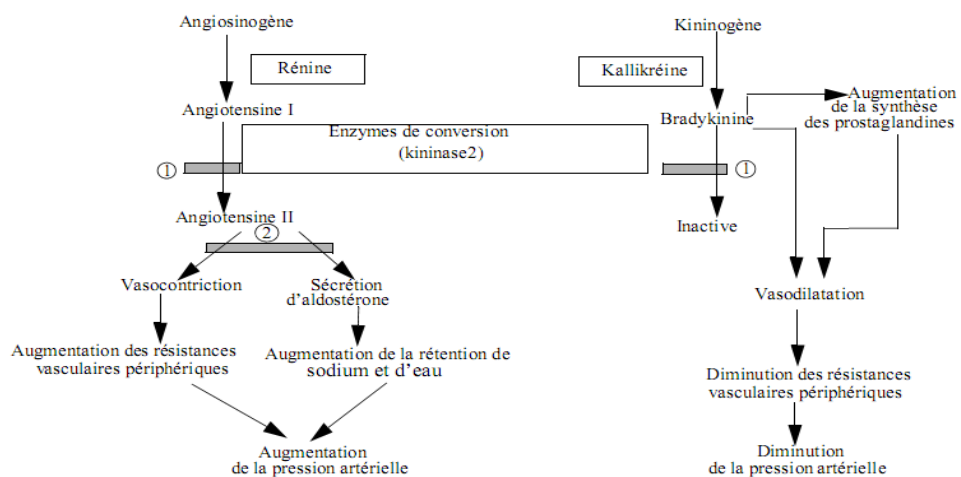 Angiosinogène
Rénine
Angiotensine I
Enzymes de conversion
(kininase2)
①
Angiotensine II
②
Vasocontriction
Sécrétion
d'aldostérone
Augmentation des résistances
vasculaires périphériques
Augmentation de la rétention de
sodium et d'eau
Augmentation
de la pression artérielle
Kininogène
Kallikréine
Bradykinine
Augmentation
de la synthèse
des prostaglandines
①
Inactive
Vasodilatation
Diminution des résistances
vasculaires périphériques
Diminution
de la pression artérielle